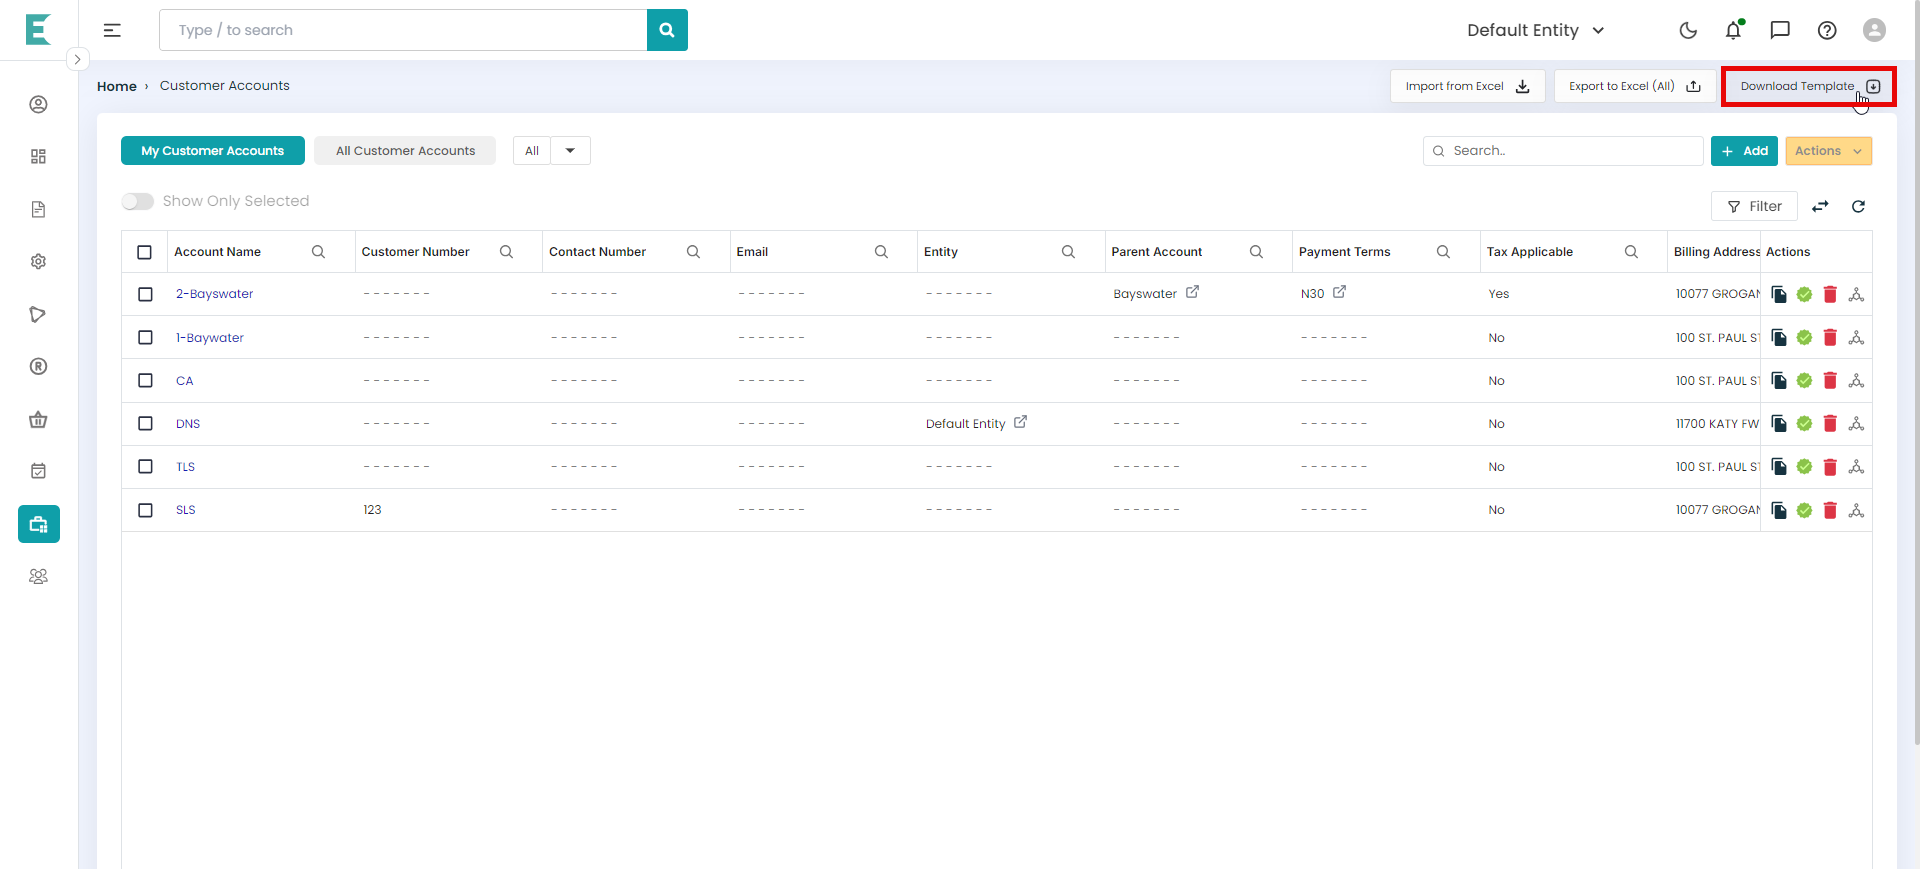 E
Type / to search
Default Entity
Home › Customer Accounts
Import from Excel
Export to Excel (All)
Download Template
My Customer Accounts
All Customer Accounts
All
Search..
+ Add
Actions
Show Only Selected
Filter
Account Name Customer Number Contact Number Email Entity Parent Account Payment Terms Tax Applicable Billing Address Actions
2-Bayswater ------- ------- ------- ------- Bayswater N30 Yes 10077 GROGAN
1-Baywater ------- ------- ------- ------- ------- ------- No 100 ST. PAUL ST
CA ------- ------- ------- ------- ------- ------- No 100 ST. PAUL ST
DNS ------- ------- ------- Default Entity ------- ------- No 11700 KATY FW
TLS ------- ------- ------- ------- ------- ------- No 100 ST. PAUL ST
SLS 123 ------- ------- ------- ------- ------- No 10077 GROGAN